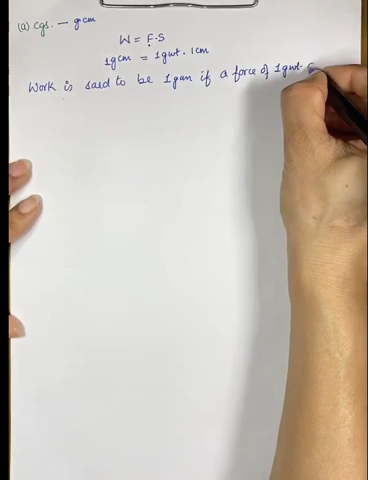 (a) cgs. — gcm
W = F.S
1gcm = 1gwt . 1cm
Work is said to be 1gcm if a force of 1gwt.